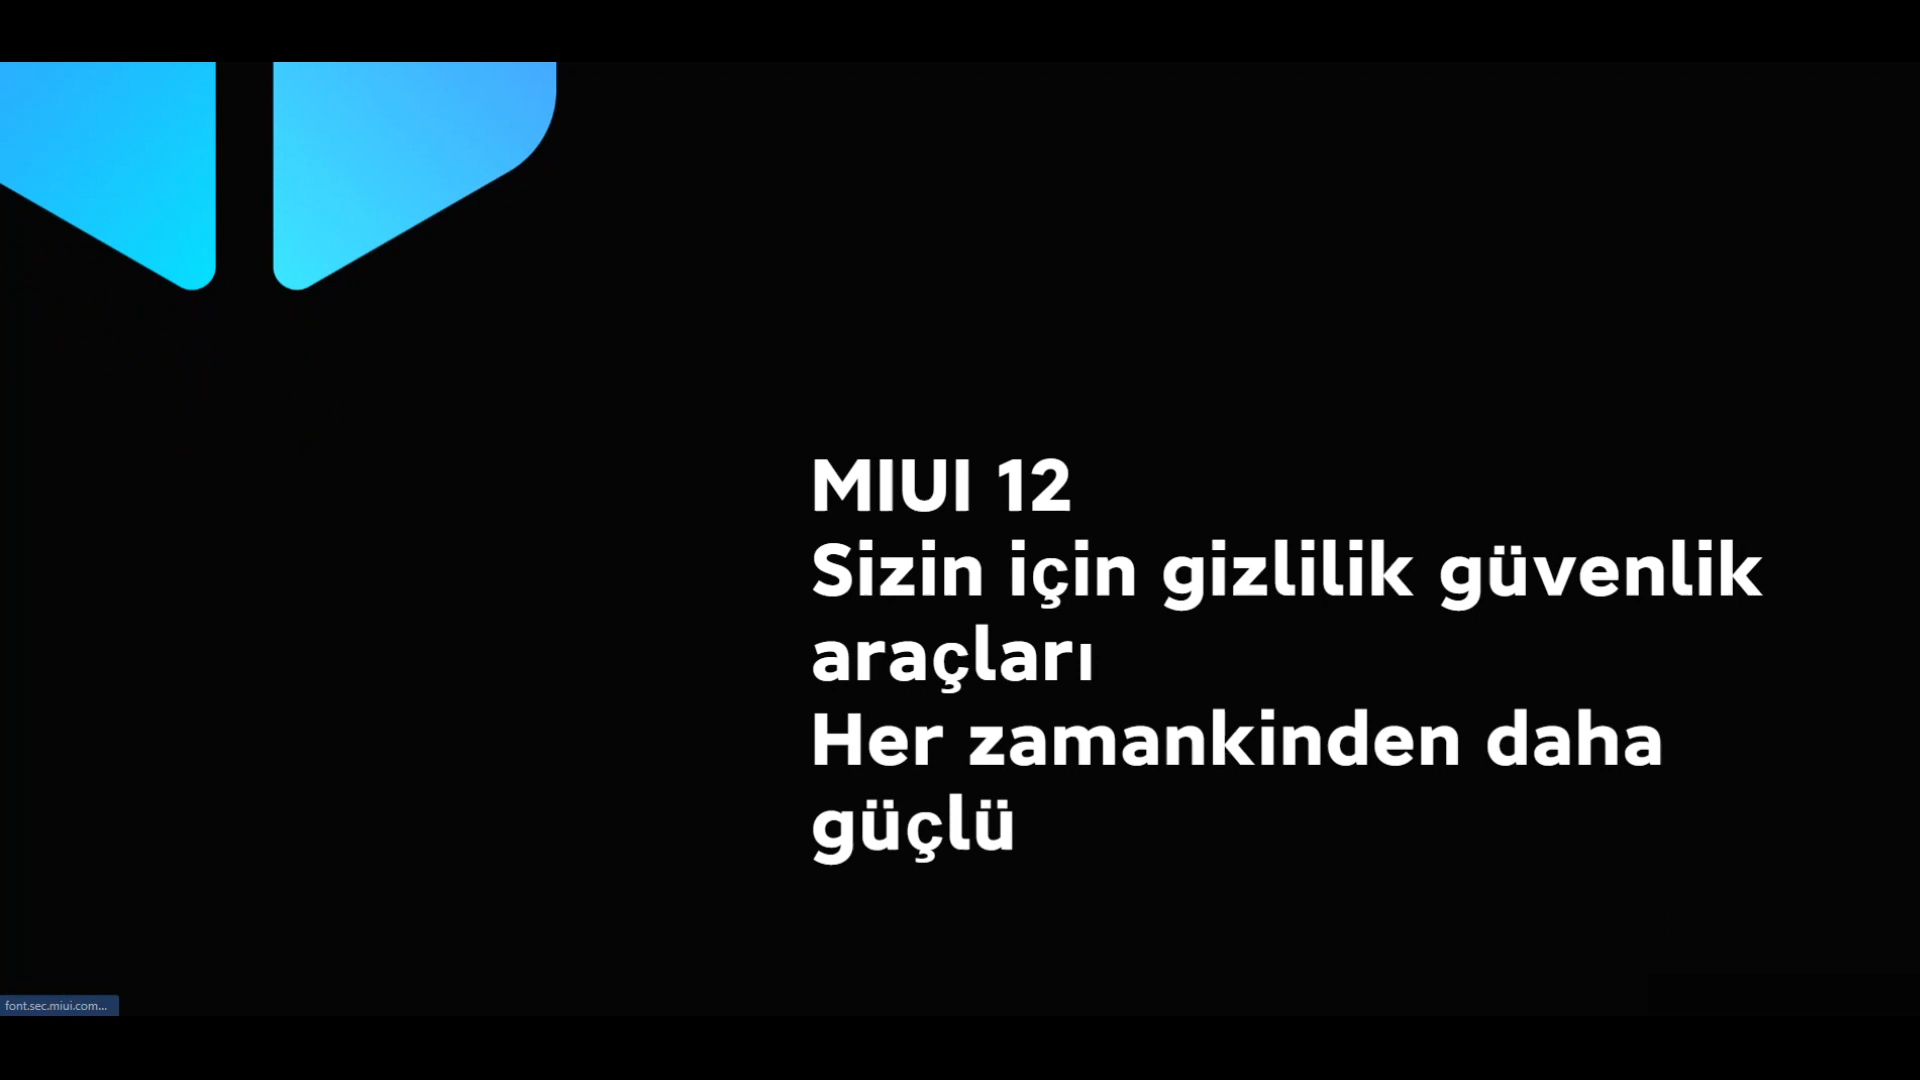 MIUI 12
Sizin için gizlilik güvenlik
araçları
Her zamankinden daha
güçlü
font.sec.miui.com...